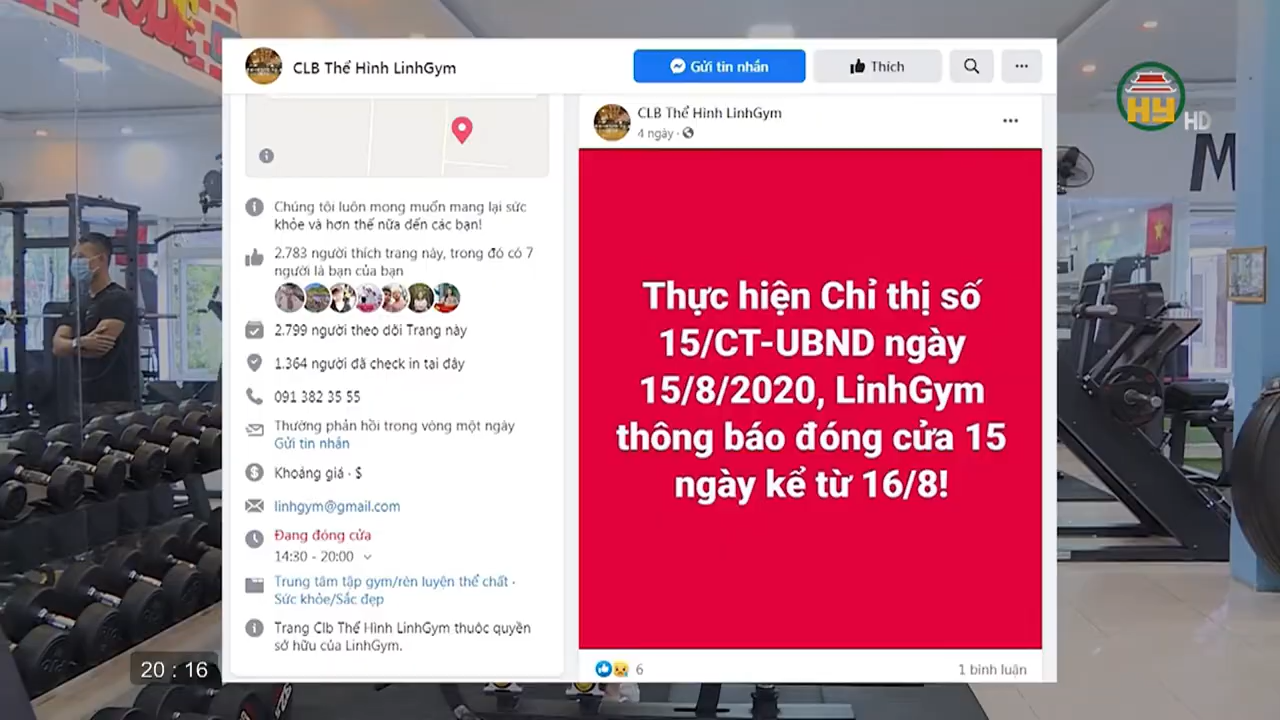 CLB Thể Hình LinhGym
Gửi tin nhắn
Thích
Chúng tôi luôn mong muốn mang lại sức
khỏe và hơn thế nữa đến các bạn!
2.783 người thích trang này, trong đó có 7
người là bạn của bạn
2.799 người theo dõi Trang này
1.364 người đã check in tại đây
091 382 35 55
Thường phản hồi trong vòng một ngày
Gửi tin nhắn
Khoảng giá · $
linhgym@gmail.com
Đang đóng cửa
14:30 - 20:00
Trung tâm tập gym/rèn luyện thể chất ·
Sức khỏe/Sắc đẹp
Trang Clb Thể Hình LinhGym thuộc quyền
sở hữu của LinhGym.
CLB Thể Hình LinhGym
4 ngày ·
Thực hiện Chỉ thị số
15/CT-UBND ngày
15/8/2020, LinhGym
thông báo đóng cửa 15
ngày kể từ 16/8!
6
1 bình luận
HY HD
M
20 : 16